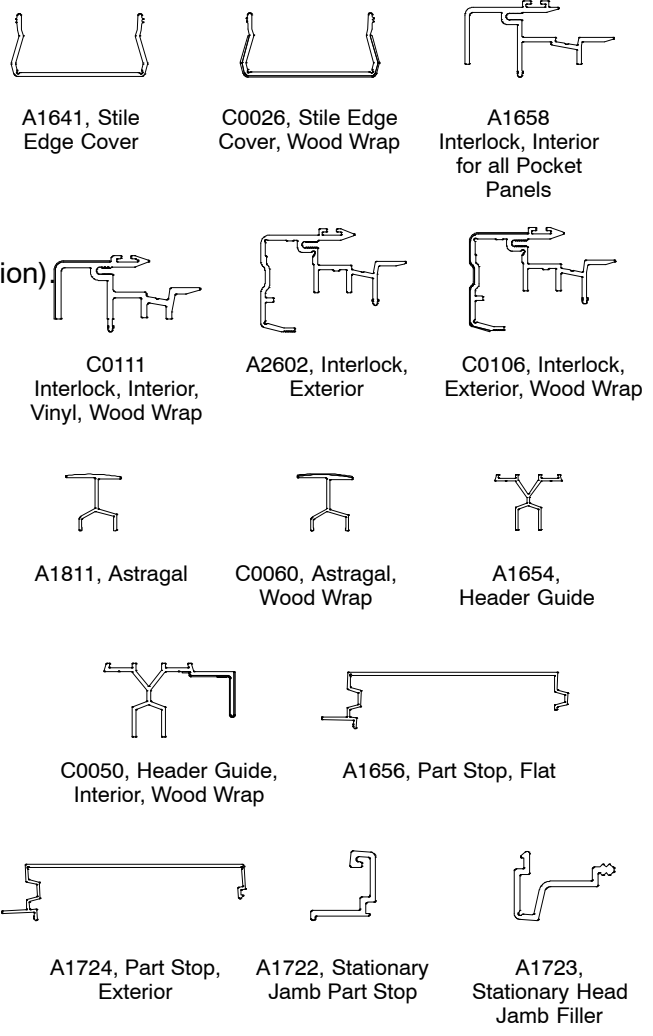 A1641, Stile
Edge Cover
C0026, Stile Edge
Cover, Wood Wrap
A1658
Interlock, Interior
for all Pocket
Panels
ion).
C0111
Interlock, Interior,
Vinyl, Wood Wrap
A2602, Interlock,
Exterior
C0106, Interlock,
Exterior, Wood Wrap
A1811, Astragal
C0060, Astragal,
Wood Wrap
A1654,
Header Guide
C0050, Header Guide,
Interior, Wood Wrap
A1656, Part Stop, Flat
A1724, Part Stop,
Exterior
A1722, Stationary
Jamb Part Stop
A1723,
Stationary Head
Jamb Filler